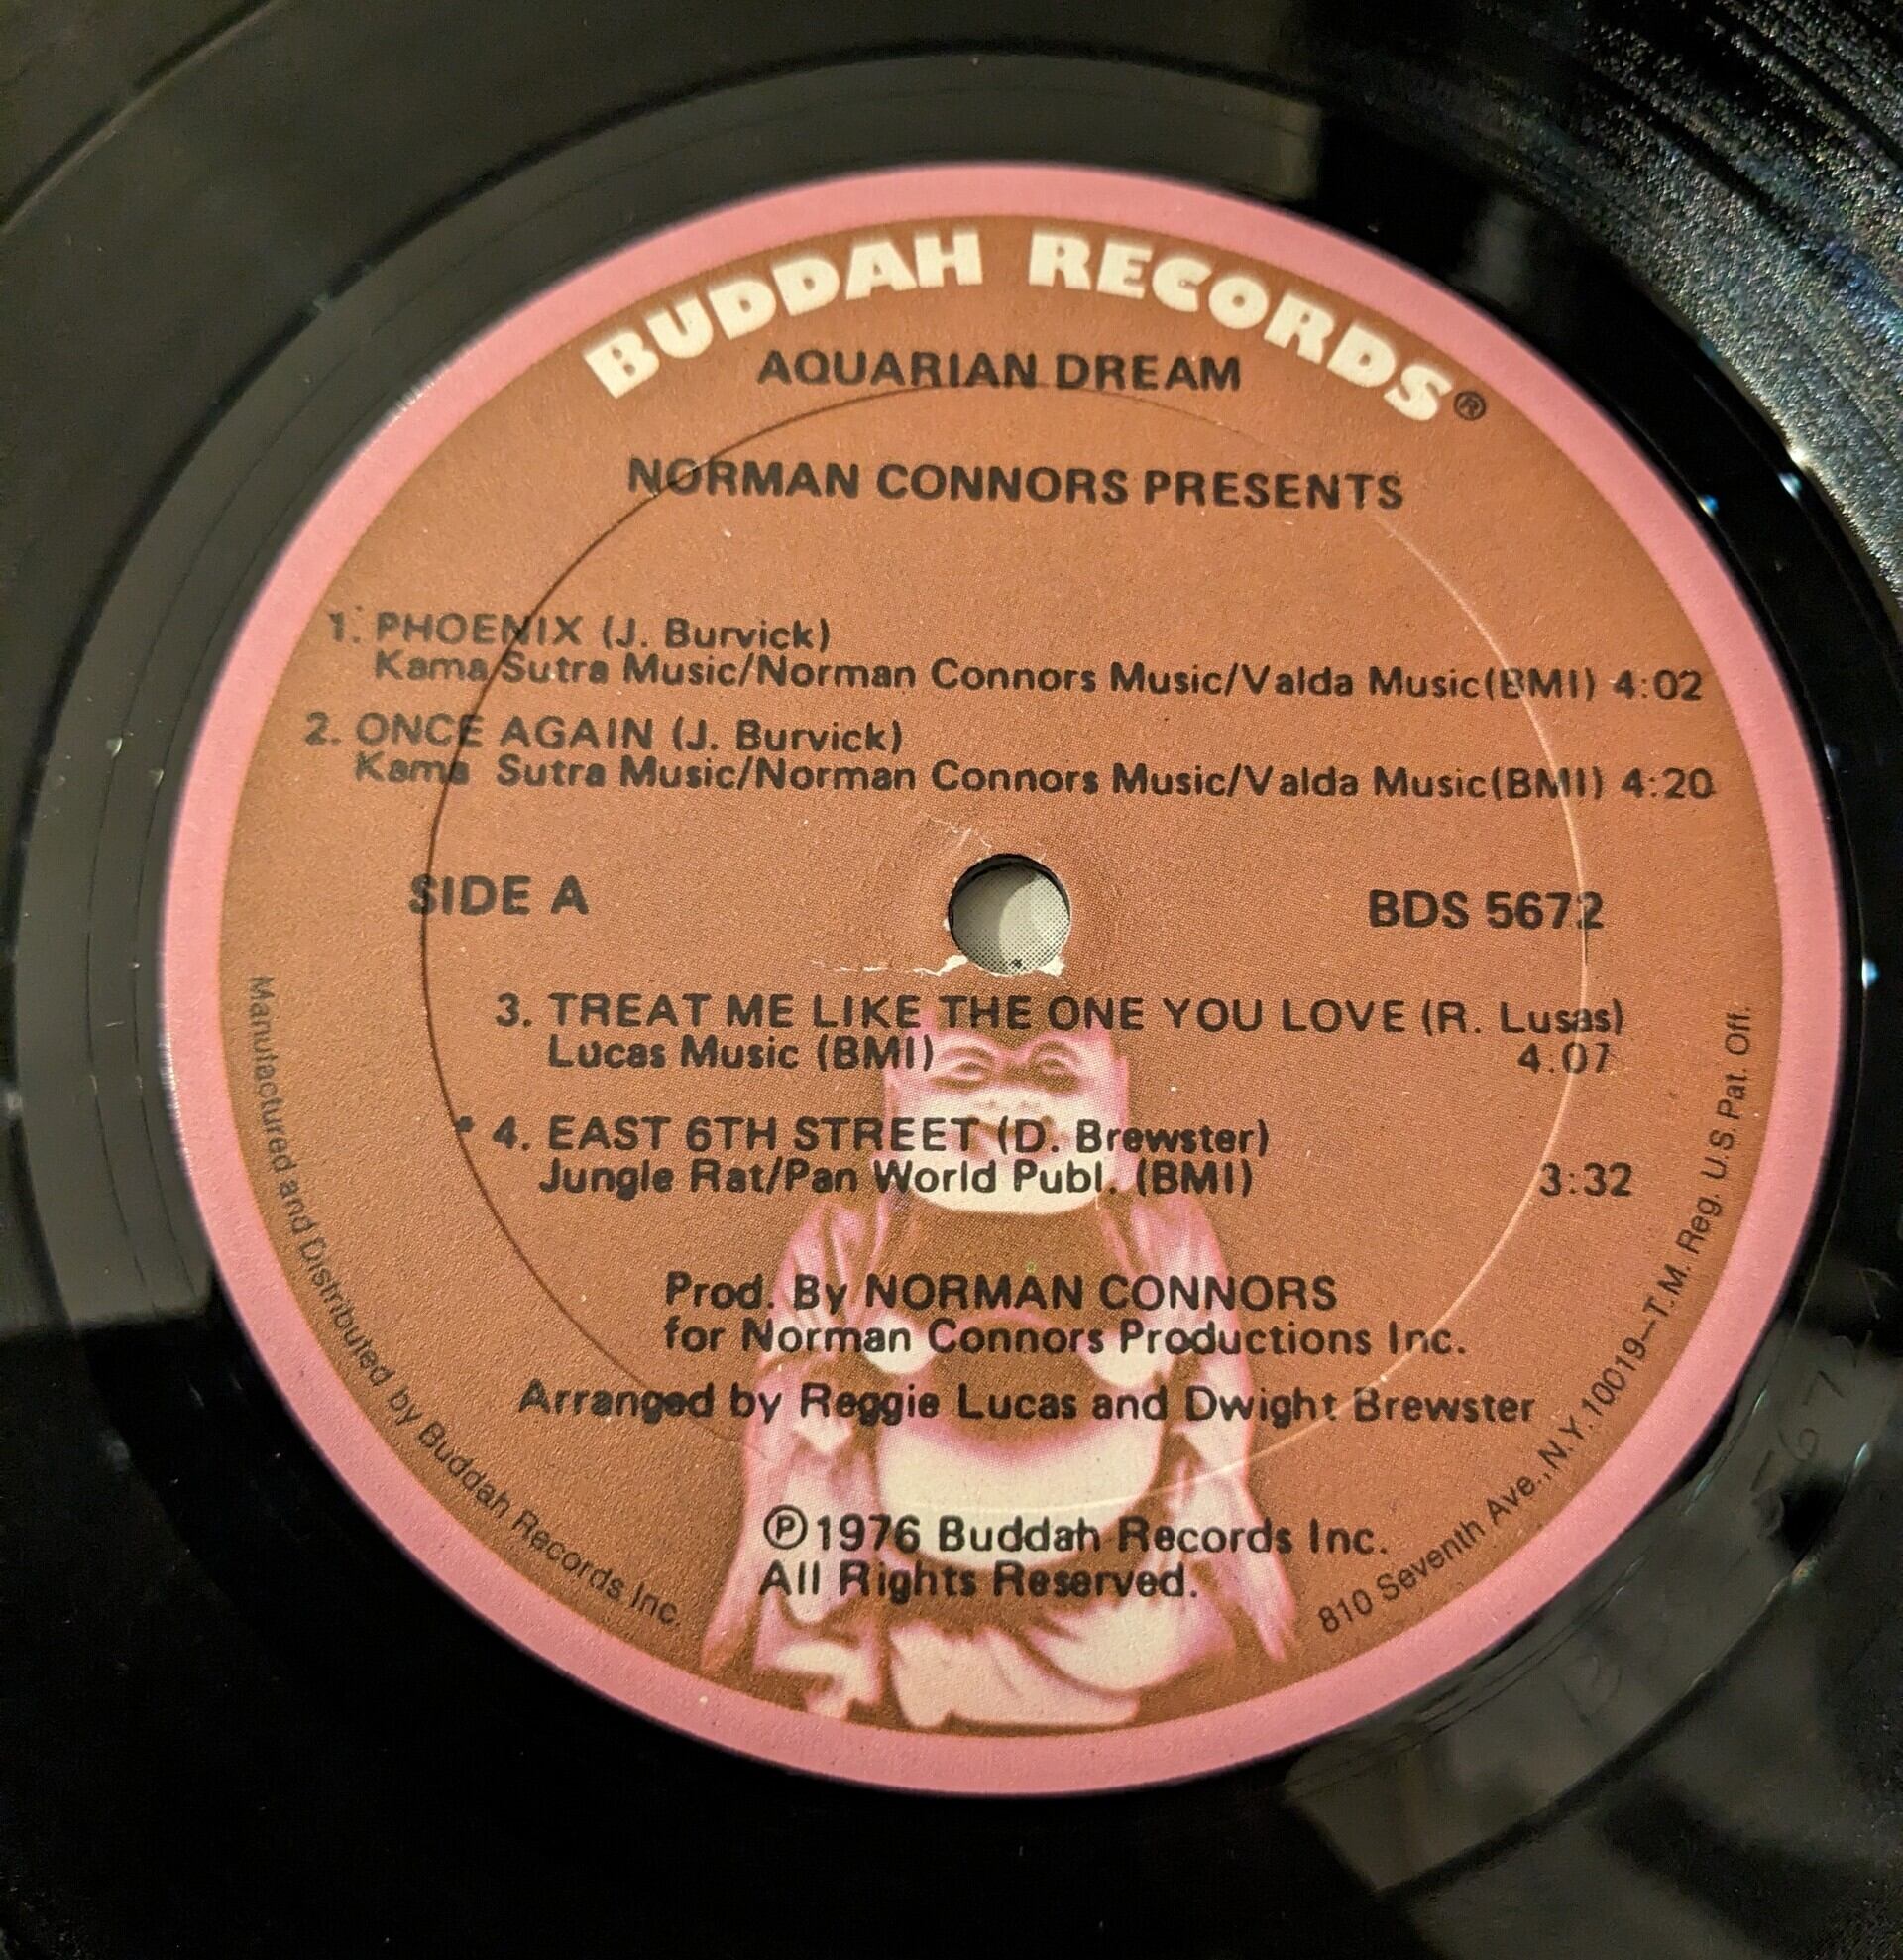 BUDDAH RECORDS®
AQUARIAN DREAM
NORMAN CONNORS PRESENTS
1. PHOENIX (J. Burvick)
Kama Sutra Music/Norman Connors Music/Valda Music(BMI) 4:02
2. ONCE AGAIN (J. Burvick)
Kama Sutra Music/Norman Connors Music/Valda Music(BMI) 4:20
SIDE A
BDS 5672
3. TREAT ME LIKE THE ONE YOU LOVE (R. Lusas)
Lucas Music (BMI) 4.07
* 4. EAST 6TH STREET (D. Brewster)
Jungle Rat/Pan World Publ. (BMI) 3:32
Prod. By NORMAN CONNORS
for Norman Connors Productions Inc.
Arranged by Reggie Lucas and Dwight Brewster
℗1976 Buddah Records Inc.
All Rights Reserved.
Manufactured and Distributed by Buddah Records Inc.
810 Seventh Ave., N.Y. 10019—T.M. Reg. U.S. Pat. Off.